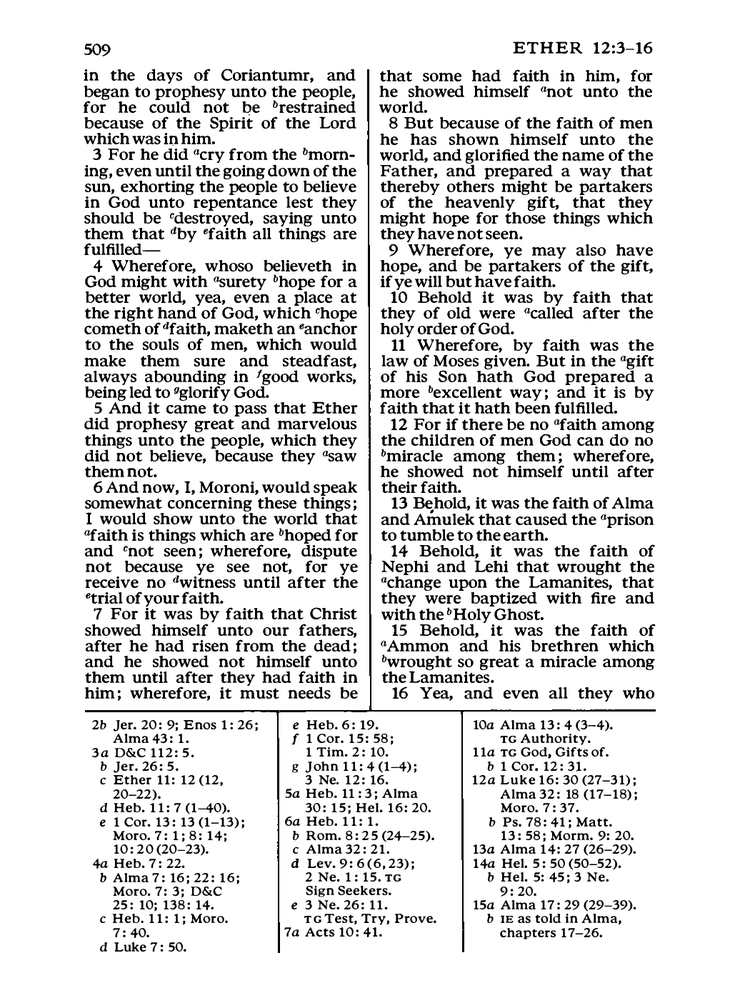 509
ETHER 12:3–16
in the days of Coriantumr, and
began to prophesy unto the people,
for he could not be brestrained
because of the Spirit of the Lord
which was in him.
3 For he did acry from the bmorn-
ing, even until the going down of the
sun, exhorting the people to believe
in God unto repentance lest they
should be cdestroyed, saying unto
them that dby efaith all things are
fulfilled—
4 Wherefore, whoso believeth in
God might with asurety bhope for a
better world, yea, even a place at
the right hand of God, which chope
cometh of dfaith, maketh an eanchor
to the souls of men, which would
make them sure and steadfast,
always abounding in fgood works,
being led to gglorify God.
5 And it came to pass that Ether
did prophesy great and marvelous
things unto the people, which they
did not believe, because they asaw
them not.
6 And now, I, Moroni, would speak
somewhat concerning these things;
I would show unto the world that
afaith is things which are bhoped for
and cnot seen; wherefore, dispute
not because ye see not, for ye
receive no dwitness until after the
etrial of your faith.
7 For it was by faith that Christ
showed himself unto our fathers,
after he had risen from the dead;
and he showed not himself unto
them until after they had faith in
him; wherefore, it must needs be
that some had faith in him, for
he showed himself anot unto the
world.
8 But because of the faith of men
he has shown himself unto the
world, and glorified the name of the
Father, and prepared a way that
thereby others might be partakers
of the heavenly gift, that they
might hope for those things which
they have not seen.
9 Wherefore, ye may also have
hope, and be partakers of the gift,
if ye will but have faith.
10 Behold it was by faith that
they of old were acalled after the
holy order of God.
11 Wherefore, by faith was the
law of Moses given. But in the agift
of his Son hath God prepared a
more bexcellent way; and it is by
faith that it hath been fulfilled.
12 For if there be no afaith among
the children of men God can do no
bmiracle among them; wherefore,
he showed not himself until after
their faith.
13 Behold, it was the faith of Alma
and Amulek that caused the aprison
to tumble to the earth.
14 Behold, it was the faith of
Nephi and Lehi that wrought the
achange upon the Lamanites, that
they were baptized with fire and
with the bHoly Ghost.
15 Behold, it was the faith of
aAmmon and his brethren which
bwrought so great a miracle among
the Lamanites.
16 Yea, and even all they who
2b Jer. 20: 9; Enos 1: 26;
Alma 43: 1.
3a D&C 112: 5.
b Jer. 26: 5.
c Ether 11: 12 (12,
20–22).
d Heb. 11: 7 (1–40).
e 1 Cor. 13: 13 (1–13);
Moro. 7: 1; 8: 14;
10: 20 (20–23).
4a Heb. 7: 22.
b Alma 7: 16; 22: 16;
Moro. 7: 3; D&C
25: 10; 138: 14.
c Heb. 11: 1; Moro.
7: 40.
d Luke 7: 50.
e Heb. 6: 19.
f 1 Cor. 15: 58;
1 Tim. 2: 10.
g John 11: 4 (1–4);
3 Ne. 12: 16.
5a Heb. 11: 3; Alma
30: 15; Hel. 16: 20.
6a Heb. 11: 1.
b Rom. 8: 25 (24–25).
c Alma 32: 21.
d Lev. 9: 6 (6, 23);
2 Ne. 1: 15. TG
Sign Seekers.
e 3 Ne. 26: 11.
TG Test, Try, Prove.
7a Acts 10: 41.
10a Alma 13: 4 (3–4).
TG Authority.
11a TG God, Gifts of.
b 1 Cor. 12: 31.
12a Luke 16: 30 (27–31);
Alma 32: 18 (17–18);
Moro. 7: 37.
b Ps. 78: 41; Matt.
13: 58; Morm. 9: 20.
13a Alma 14: 27 (26–29).
14a Hel. 5: 50 (50–52).
b Hel. 5: 45; 3 Ne.
9: 20.
15a Alma 17: 29 (29–39).
b IE as told in Alma,
chapters 17–26.